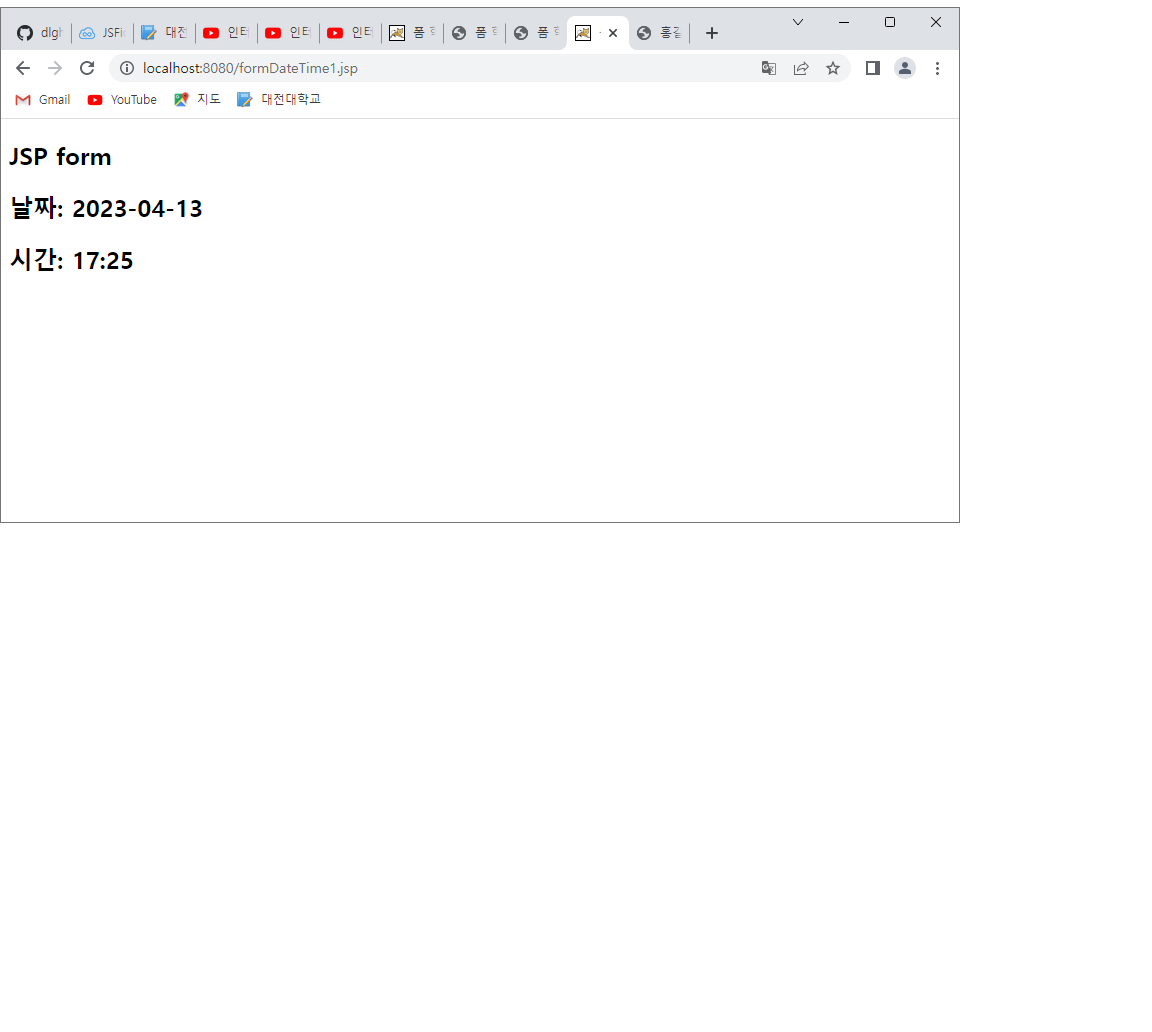 dlgh JSFi 대전 인터 인터 인터 폼 폼 폼 홍길
localhost:8080/formDateTime1.jsp
Gmail YouTube 지도 대전대학교
JSP form
날짜: 2023-04-13
시간: 17:25